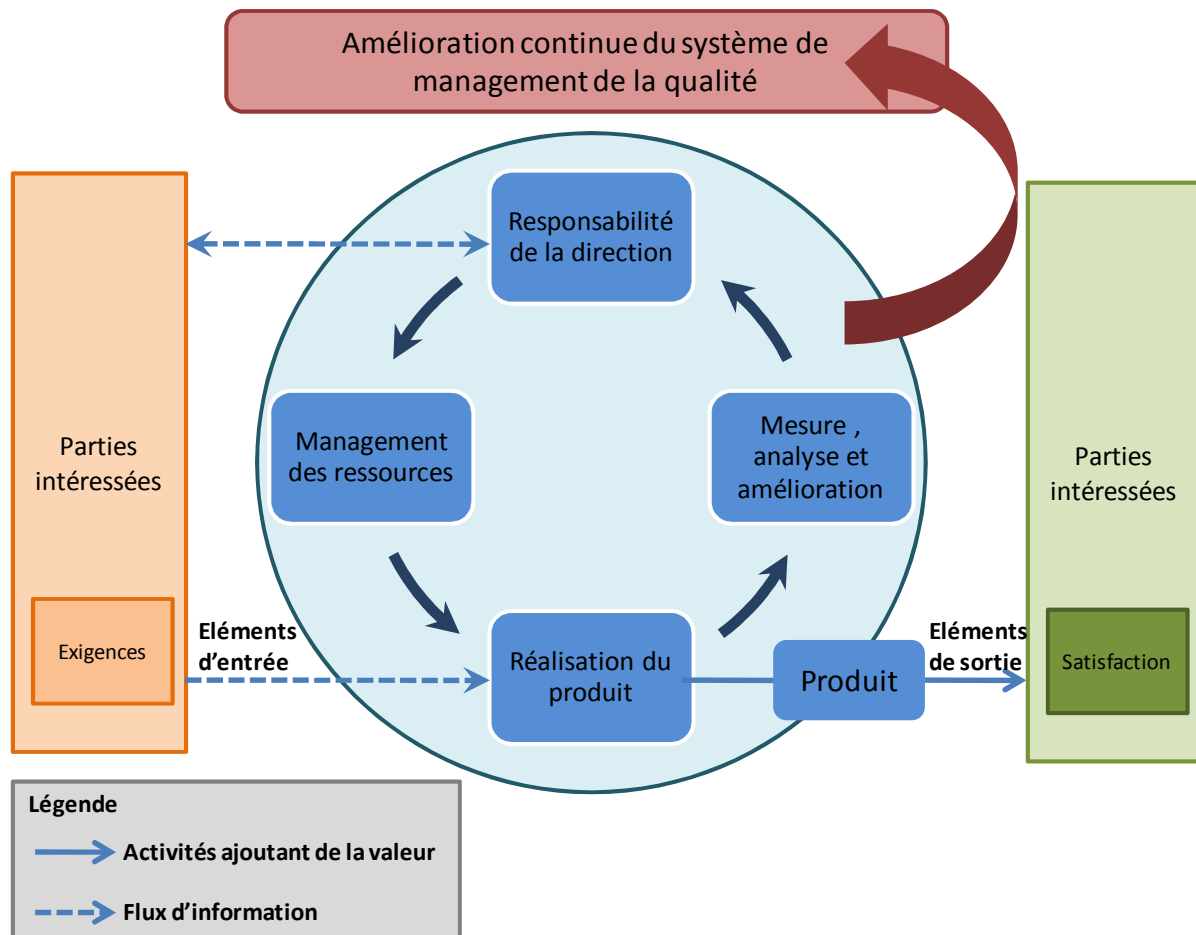 Amélioration continue du système de
management de la qualité
Responsabilité
de la direction
Parties
intéressées
Management
des ressources
Mesure ,
analyse et
amélioration
Parties
intéressées
Exigences
Eléments
d’entrée
Réalisation du
produit
Produit
Eléments
de sortie
Satisfaction
Légende
Activités ajoutant de la valeur
Flux d’information